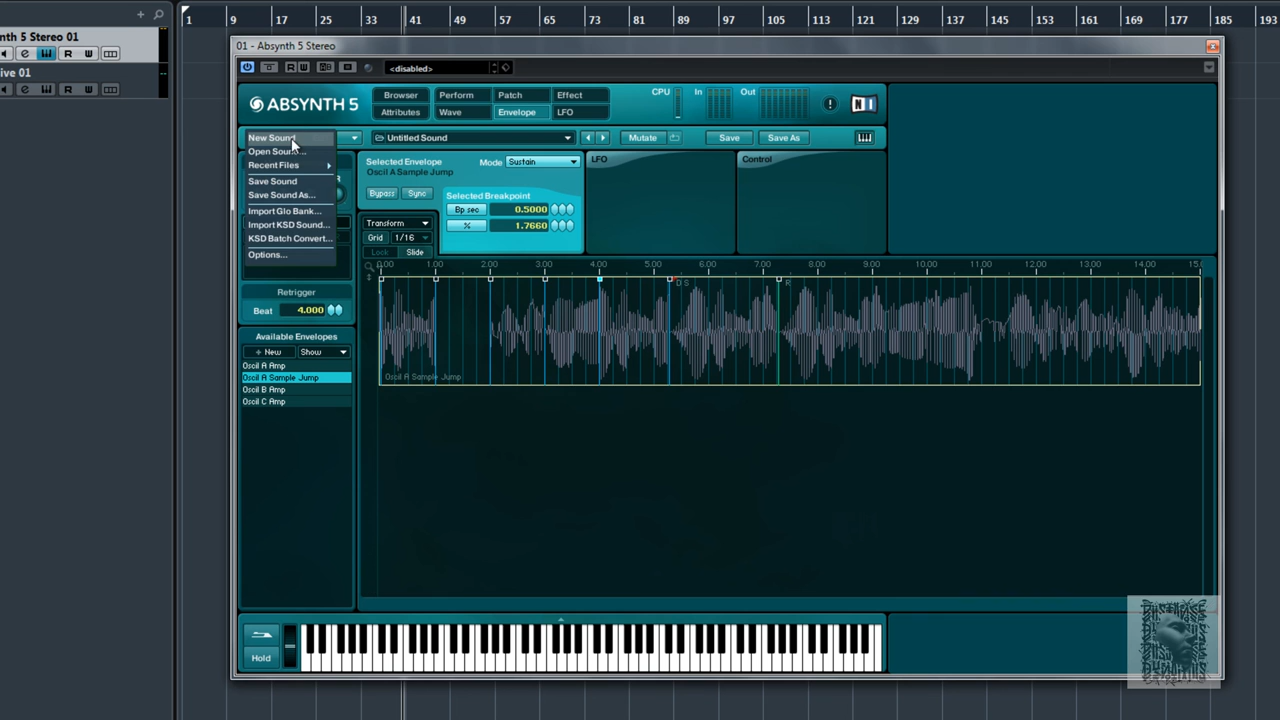 1 9 17 25 33 41 49 57 65 73 81 89 97 105 113 121 129 137 145 153 161 169 177 185 193
h 5 Stereo 01
R
ive 01
R
01 - Absynth 5 Stereo
R W <disabled>
ABSYNTH 5
Browser Perform Patch Effect
Attributes Wave Envelope LFO
CPU In Out
!
NI
New Sound
Untitled Sound
Mutate Save Save As
Open Sound...
Recent Files
Save Sound
Save Sound As...
Import Glo Bank...
Import KSD Sound...
KSD Batch Convert...
Options...
Selected Envelope
Oscil A Sample Jump
Mode Sustain
Bypass Sync
Selected Breakpoint
Bp sec 0.5000
% 1.7660
LFO
Control
R
Transform
Grid 1/16
Lock Slide
0.00 1.00 2.00 3.00 4.00 5.00 6.00 7.00 8.00 9.00 10.00 11.00 12.00 13.00 14.00 15.0
D S R
Oscil A Sample Jump
Retrigger
Beat 4.000
Available Envelopes
+ New Show
Oscil A Amp
Oscil A Sample Jump
Oscil B Amp
Oscil C Amp
Hold